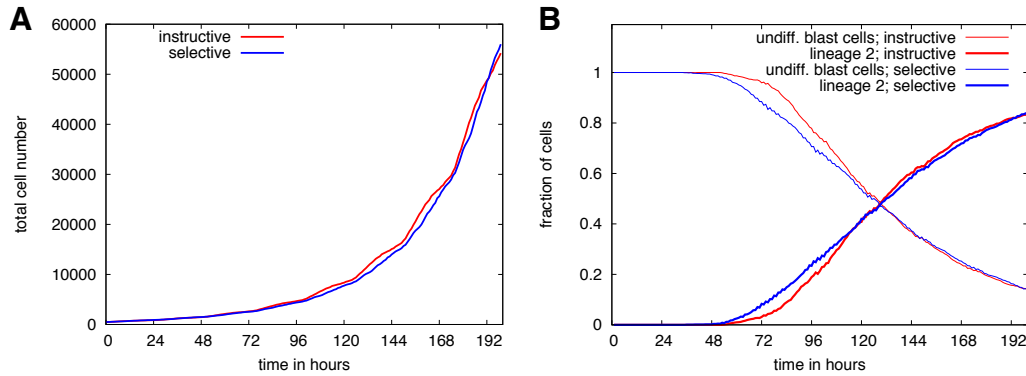 A
instructive
selective
60000
50000
40000
30000
20000
10000
0
0 24 48 72 96 120 144 168 192
total cell number
time in hours
B
undiff. blast cells; instructive
lineage 2; instructive
undiff. blast cells; selective
lineage 2; selective
1
0.8
0.6
0.4
0.2
0
0 24 48 72 96 120 144 168 192
fraction of cells
time in hours